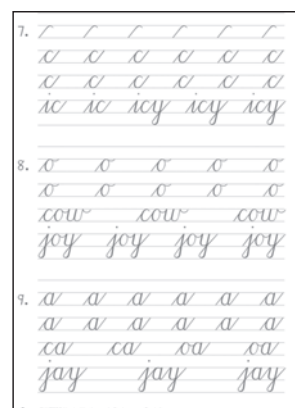 7.
c c c c c c
c c c c c c
ic ic icy icy icy
8. o o o o o
o o o o o
cow cow cow
joy joy joy joy
9. a a a a a a
a a a a a a
ca ca oa oa
jay jay jay